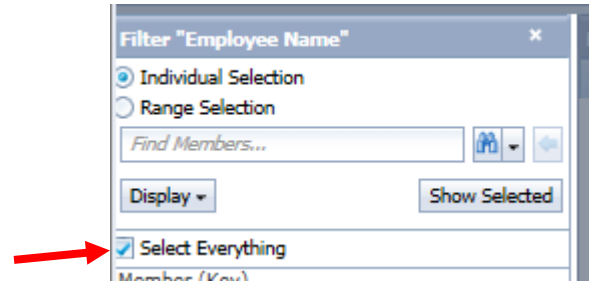 Filter "Employee Name"
Individual Selection
Range Selection
Find Members...
Display
Show Selected
Select Everything
Member (Key)